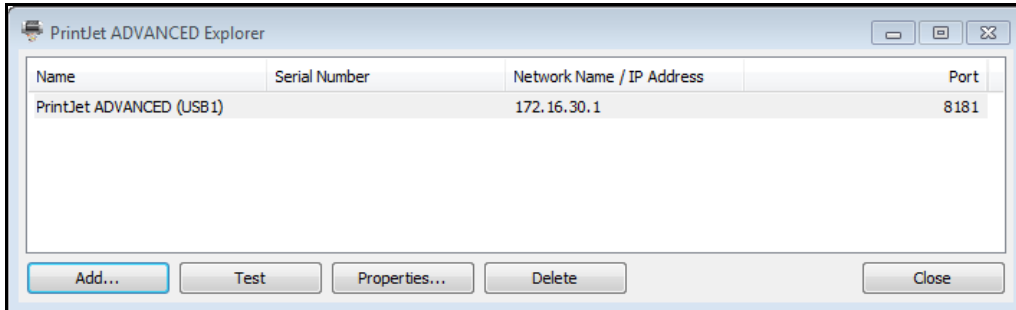 PrintJet ADVANCED Explorer
Name Serial Number Network Name / IP Address Port
PrintJet ADVANCED (USB1) 172.16.30.1 8181
Add... Test Properties... Delete Close